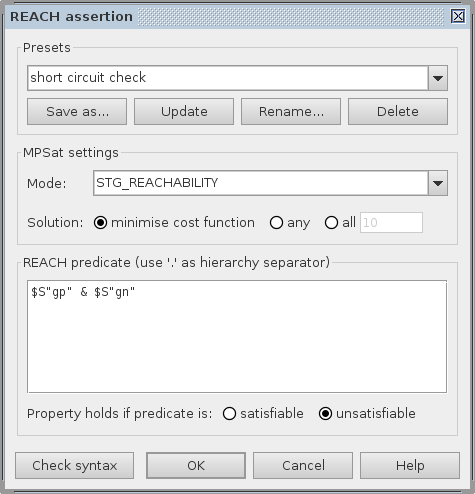 REACH assertion
Presets
short circuit check
Save as... Update Rename... Delete
MPSat settings
Mode: STG_REACHABILITY
Solution: minimise cost function any all 10
REACH predicate (use '.' as hierarchy separator)
$S"gp" & $S"gn"
Property holds if predicate is: satisfiable unsatisfiable
Check syntax OK Cancel Help